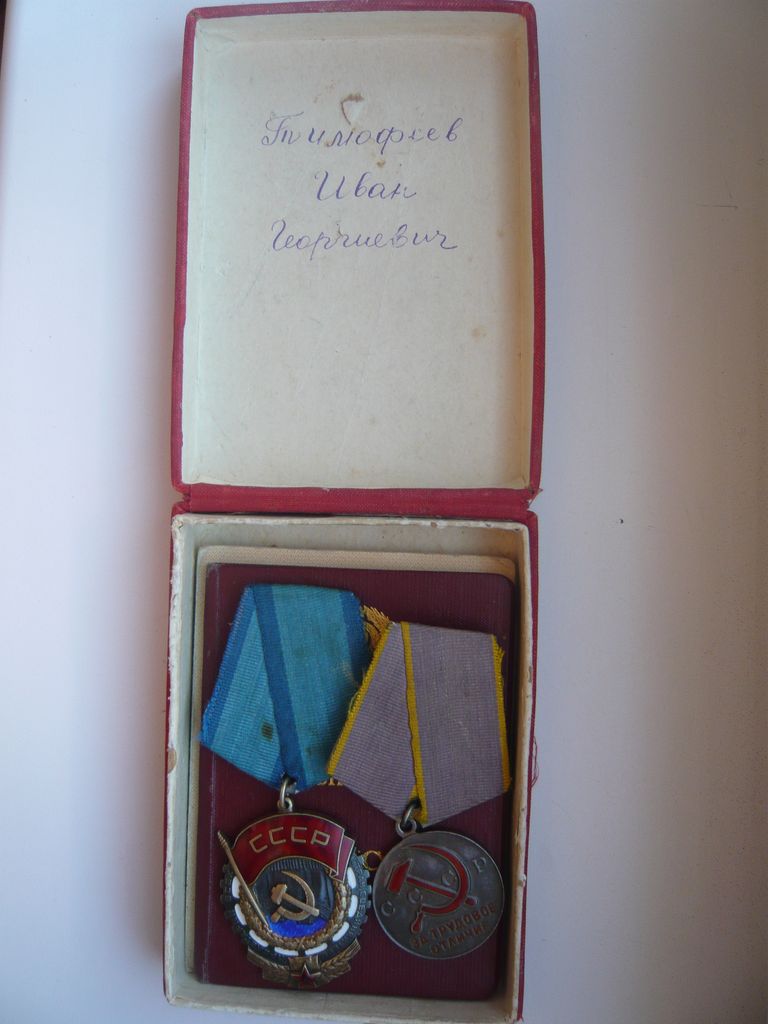 Тимофеев
Иван
Георгиевич
СССР
СССР
ЗА ТРУДОВОЕ
ОТЛИЧИЕ